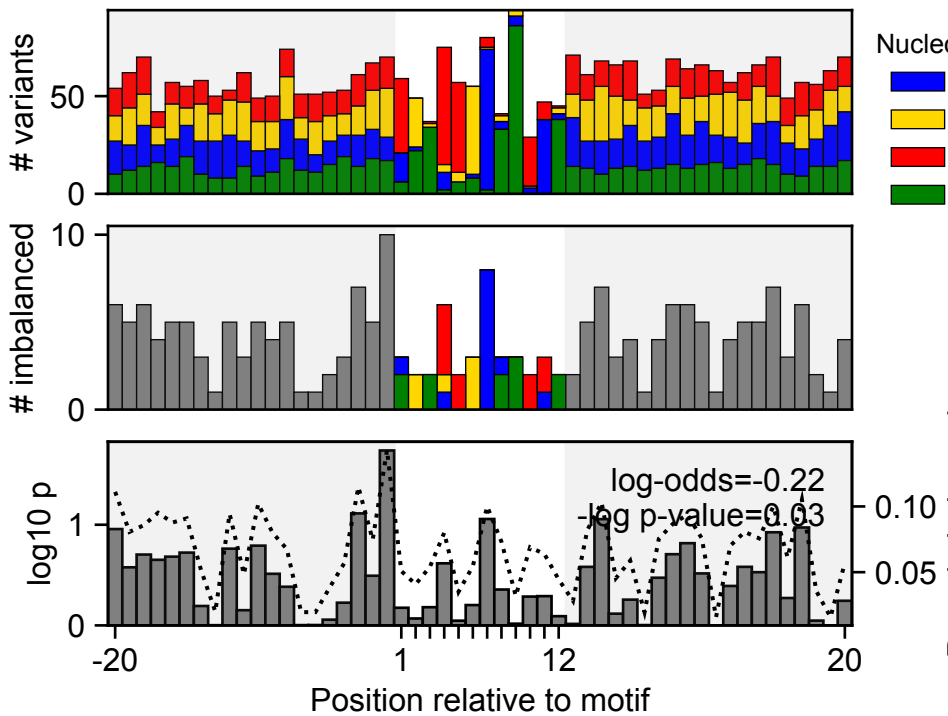 # variants
50
0
Nucleo
# imbalanced
10
0
log10 p
1
0
log-odds=-0.22
-log p-value=0.03
0.10
0.05
-20
1
12
20
Position relative to motif